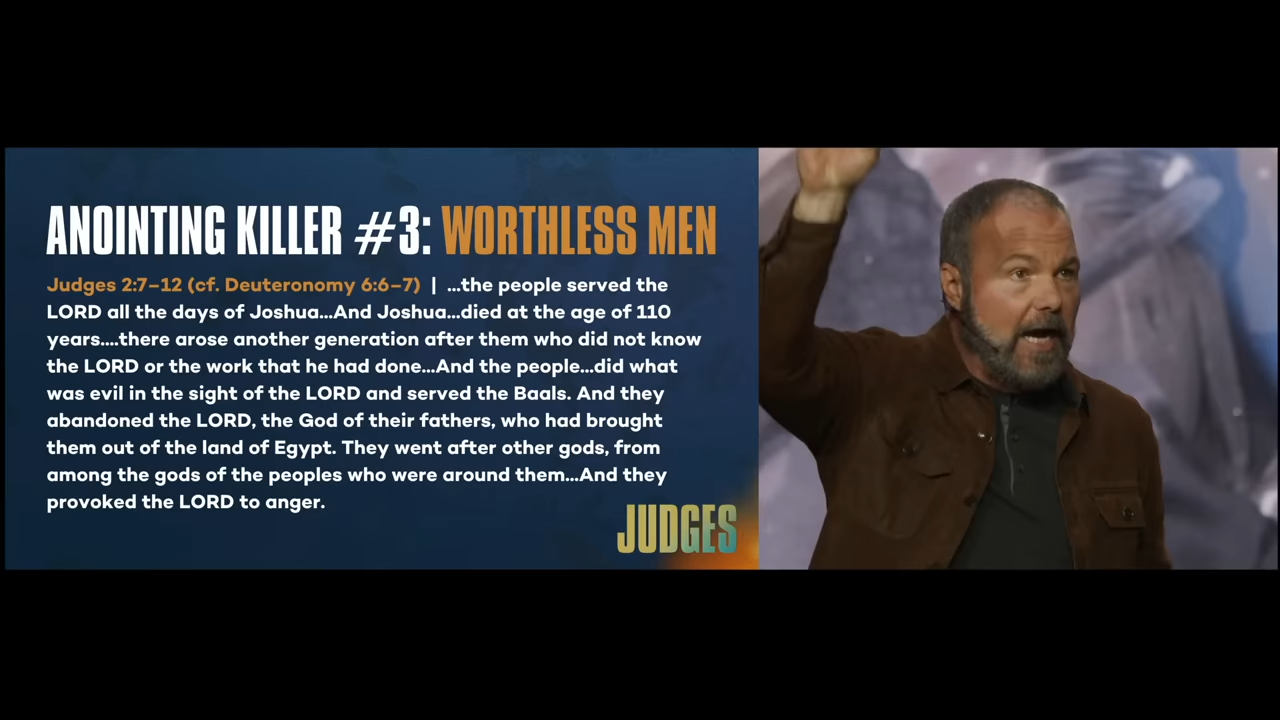 ANOINTING KILLER #3: WORTHLESS MEN
Judges 2:7–12 (cf. Deuteronomy 6:6–7) | ...the people served the
LORD all the days of Joshua...And Joshua...died at the age of 110
years....there arose another generation after them who did not know
the LORD or the work that he had done...And the people...did what
was evil in the sight of the LORD and served the Baals. And they
abandoned the LORD, the God of their fathers, who had brought
them out of the land of Egypt. They went after other gods, from
among the gods of the peoples who were around them...And they
provoked the LORD to anger.
JUDGES